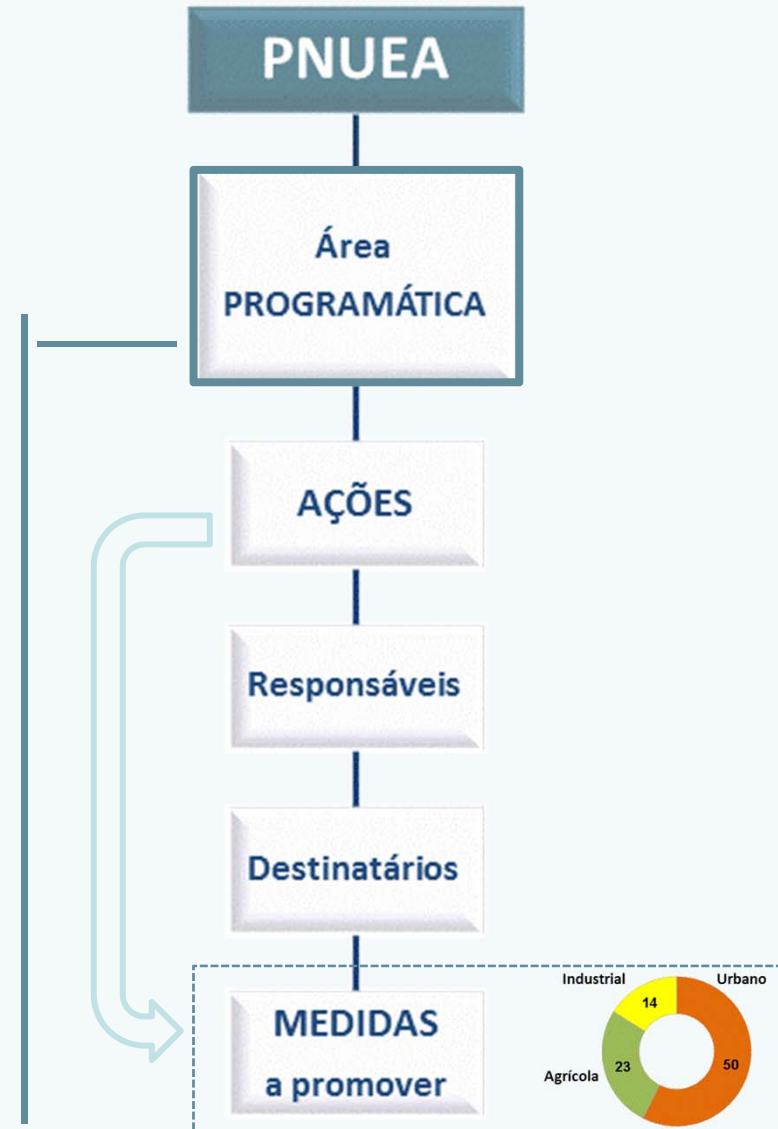 PNUEA
Área
PROGRAMÁTICA
AÇÕES
Responsáveis
Destinatários
MEDIDAS
a promover
Industrial
Urbano
14
Agrícola
23
50